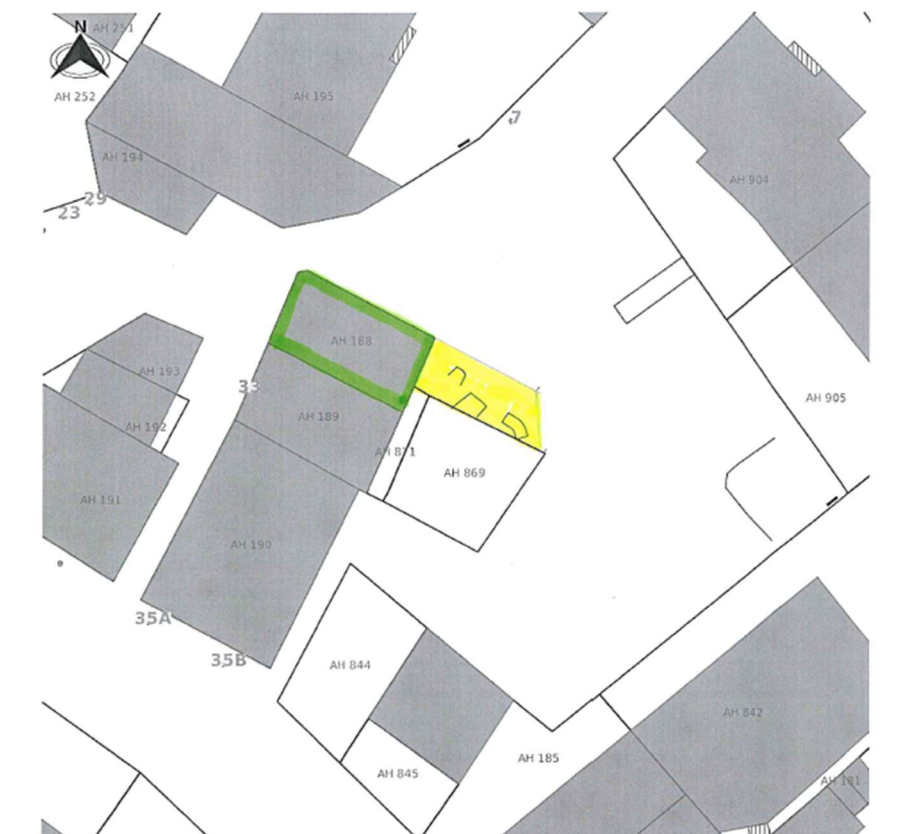 N
AH 251
AH 252
AH 195
7
AH 194
AH 904
29
23
AH 188
AH 193
33
AH 905
AH 189
AH 192
AH 871
AH 869
AH 191
AH 190
35A
35B
AH 844
AH 842
AH 185
AH 845
AH 181